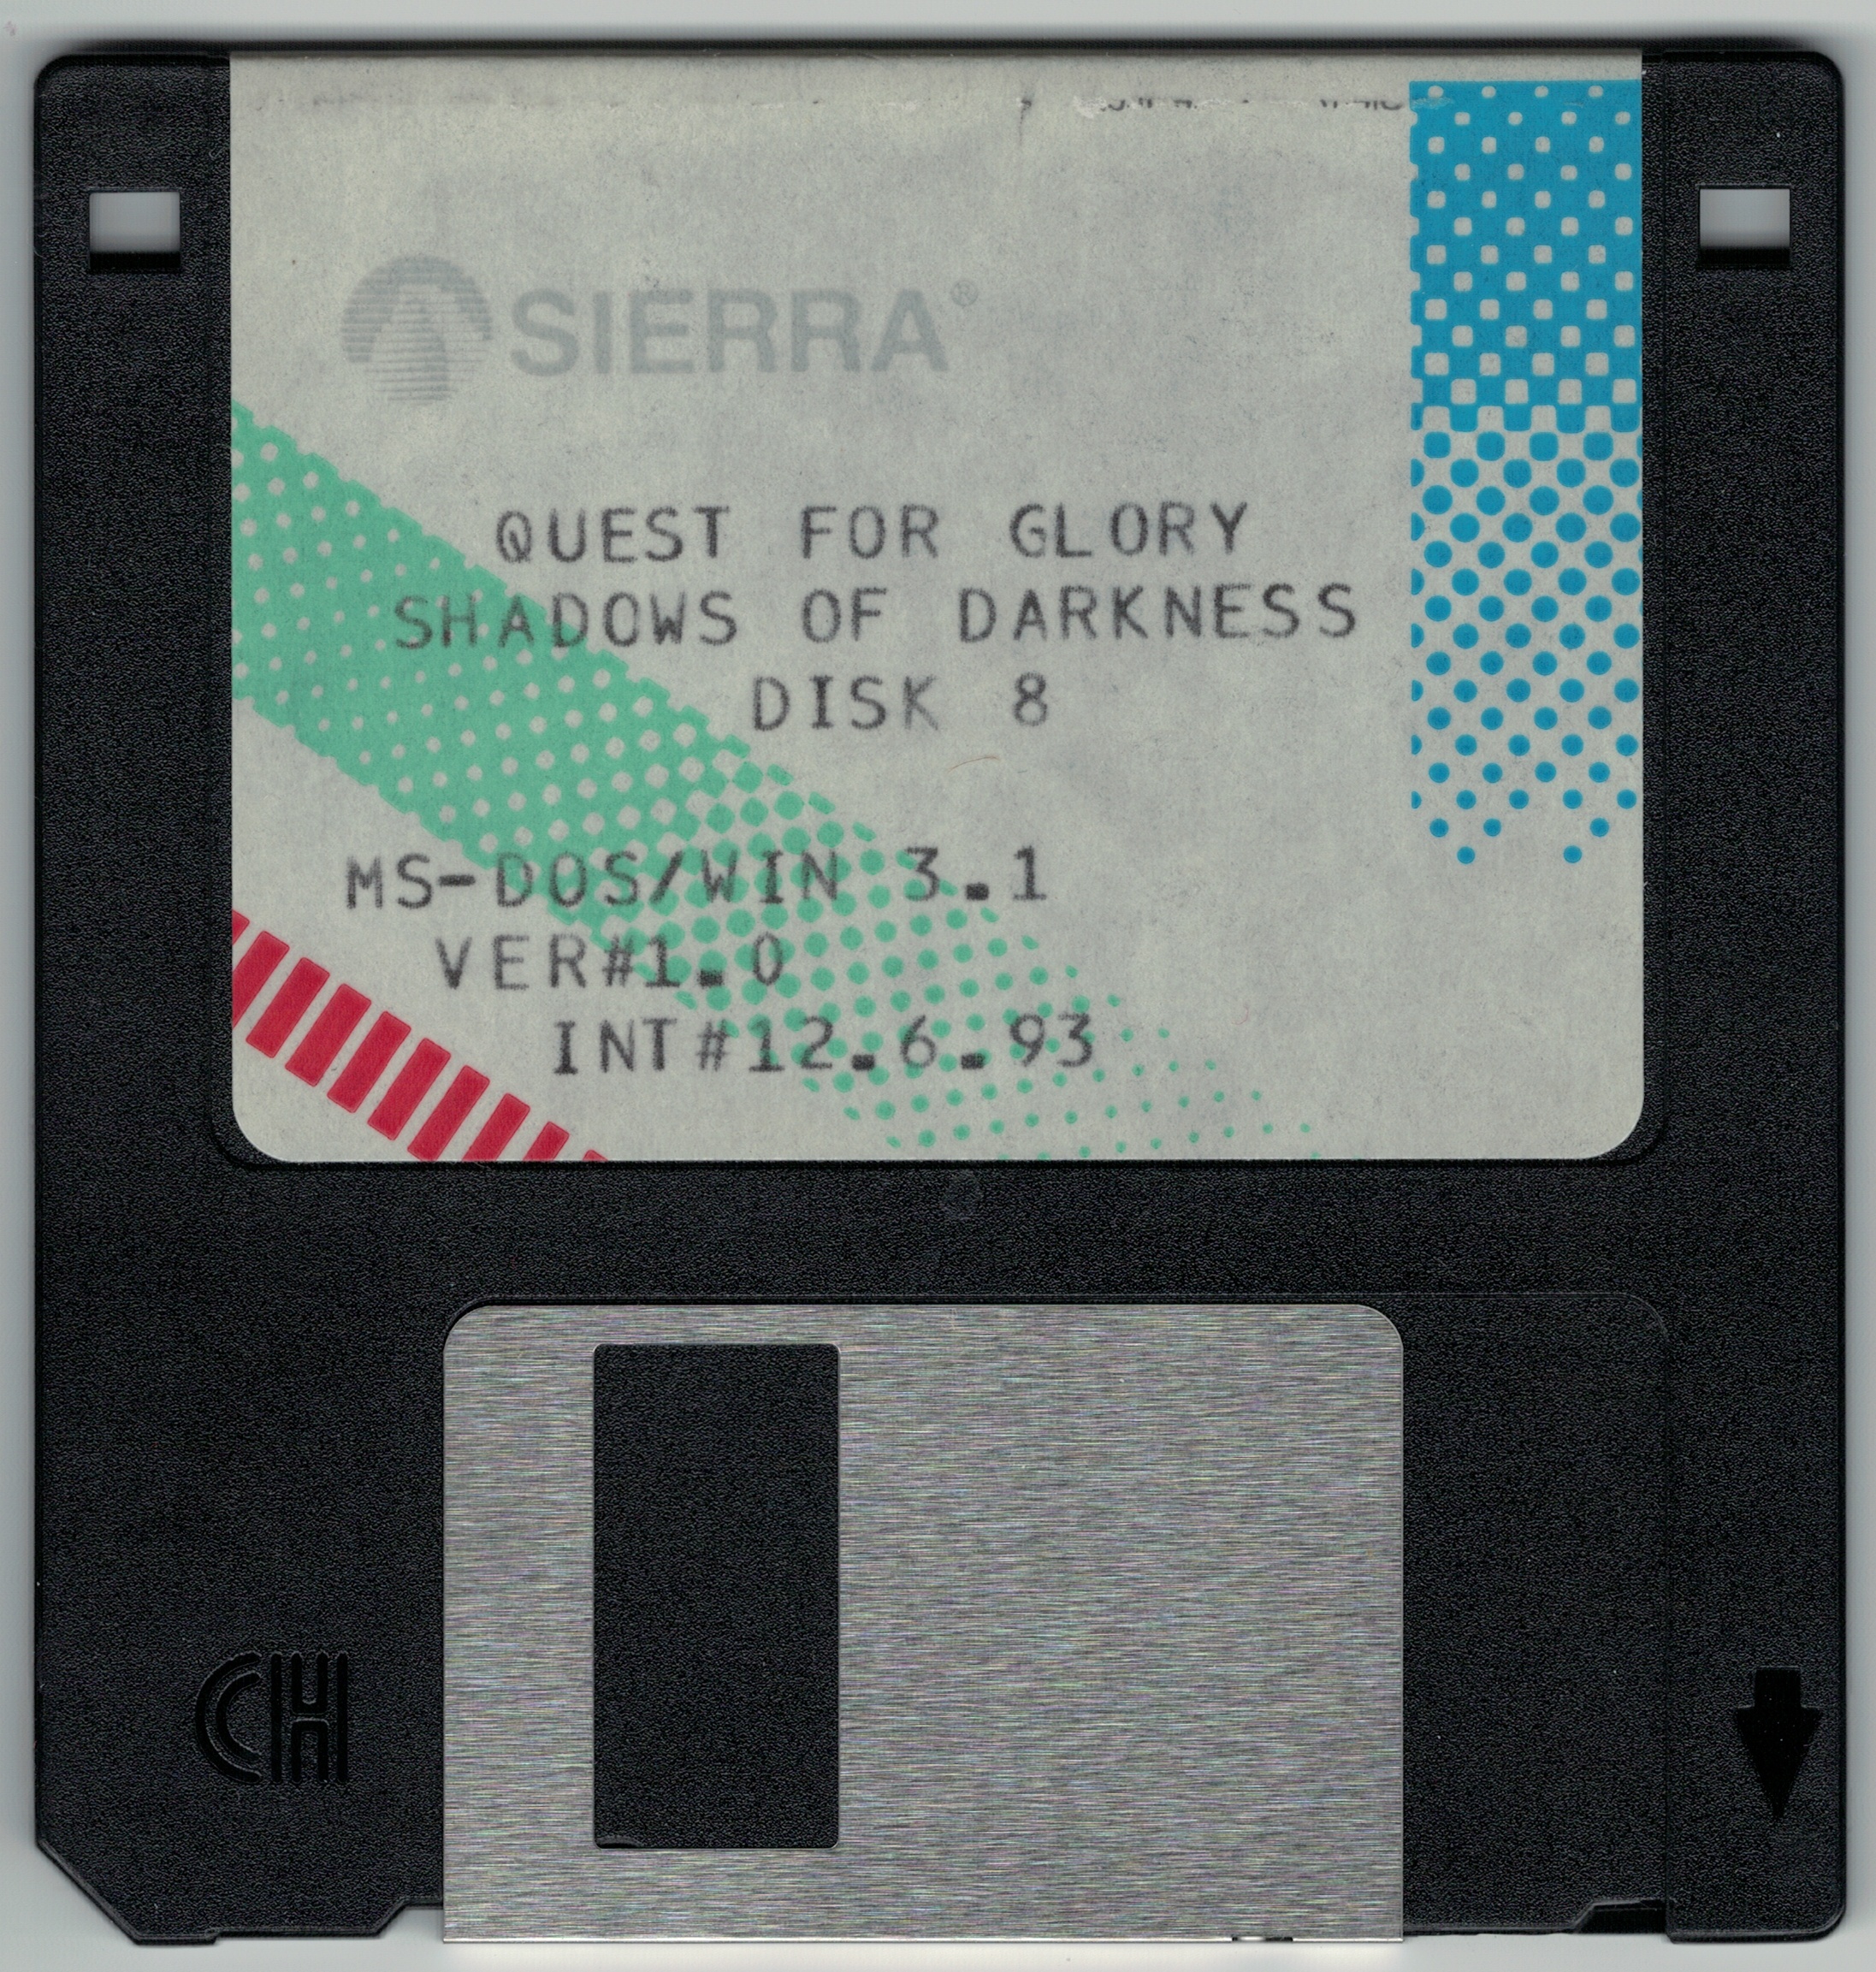 SIERRA®
QUEST FOR GLORY
SHADOWS OF DARKNESS
DISK 8
MS-DOS/WIN 3.1
VER#1.0
INT#12.6.93
CHH